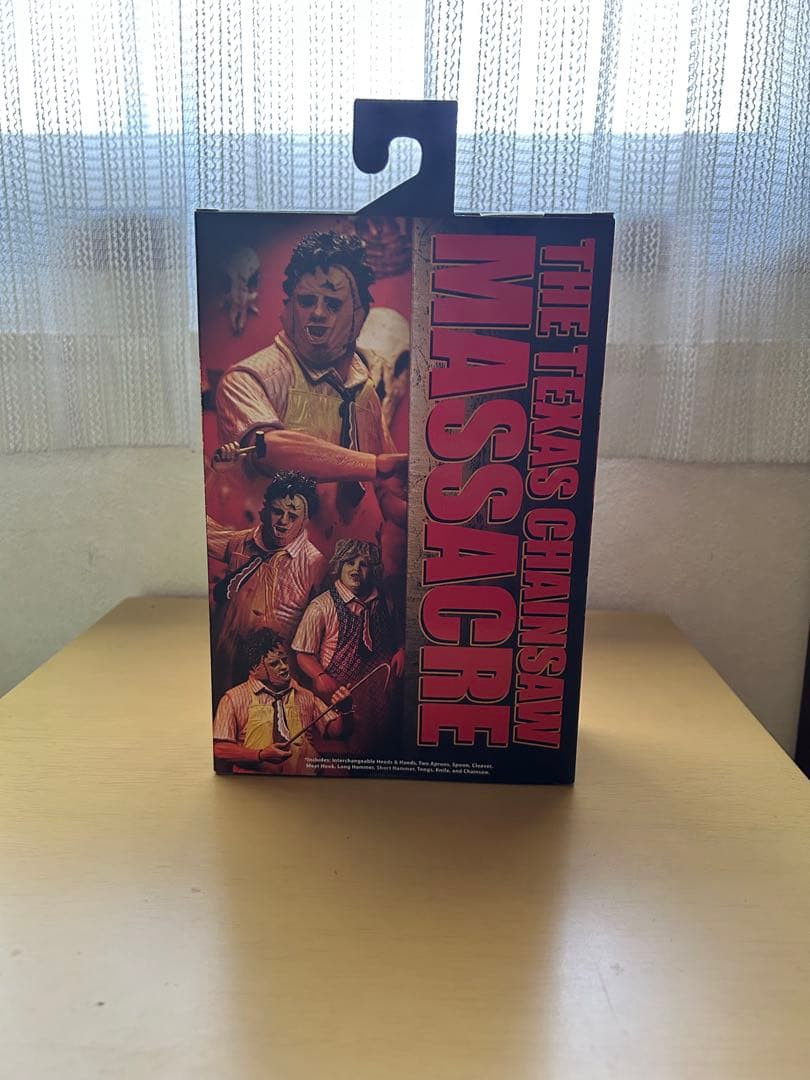 THE TEXAS CHAINSAW
MASSACRE
*Includes: Interchangeable Heads & Hands, Two Aprons, Spoon, Cleaver,
Meat Hook, Long Hammer, Short Hammer, Tongs, Knife, and Chainsaw.